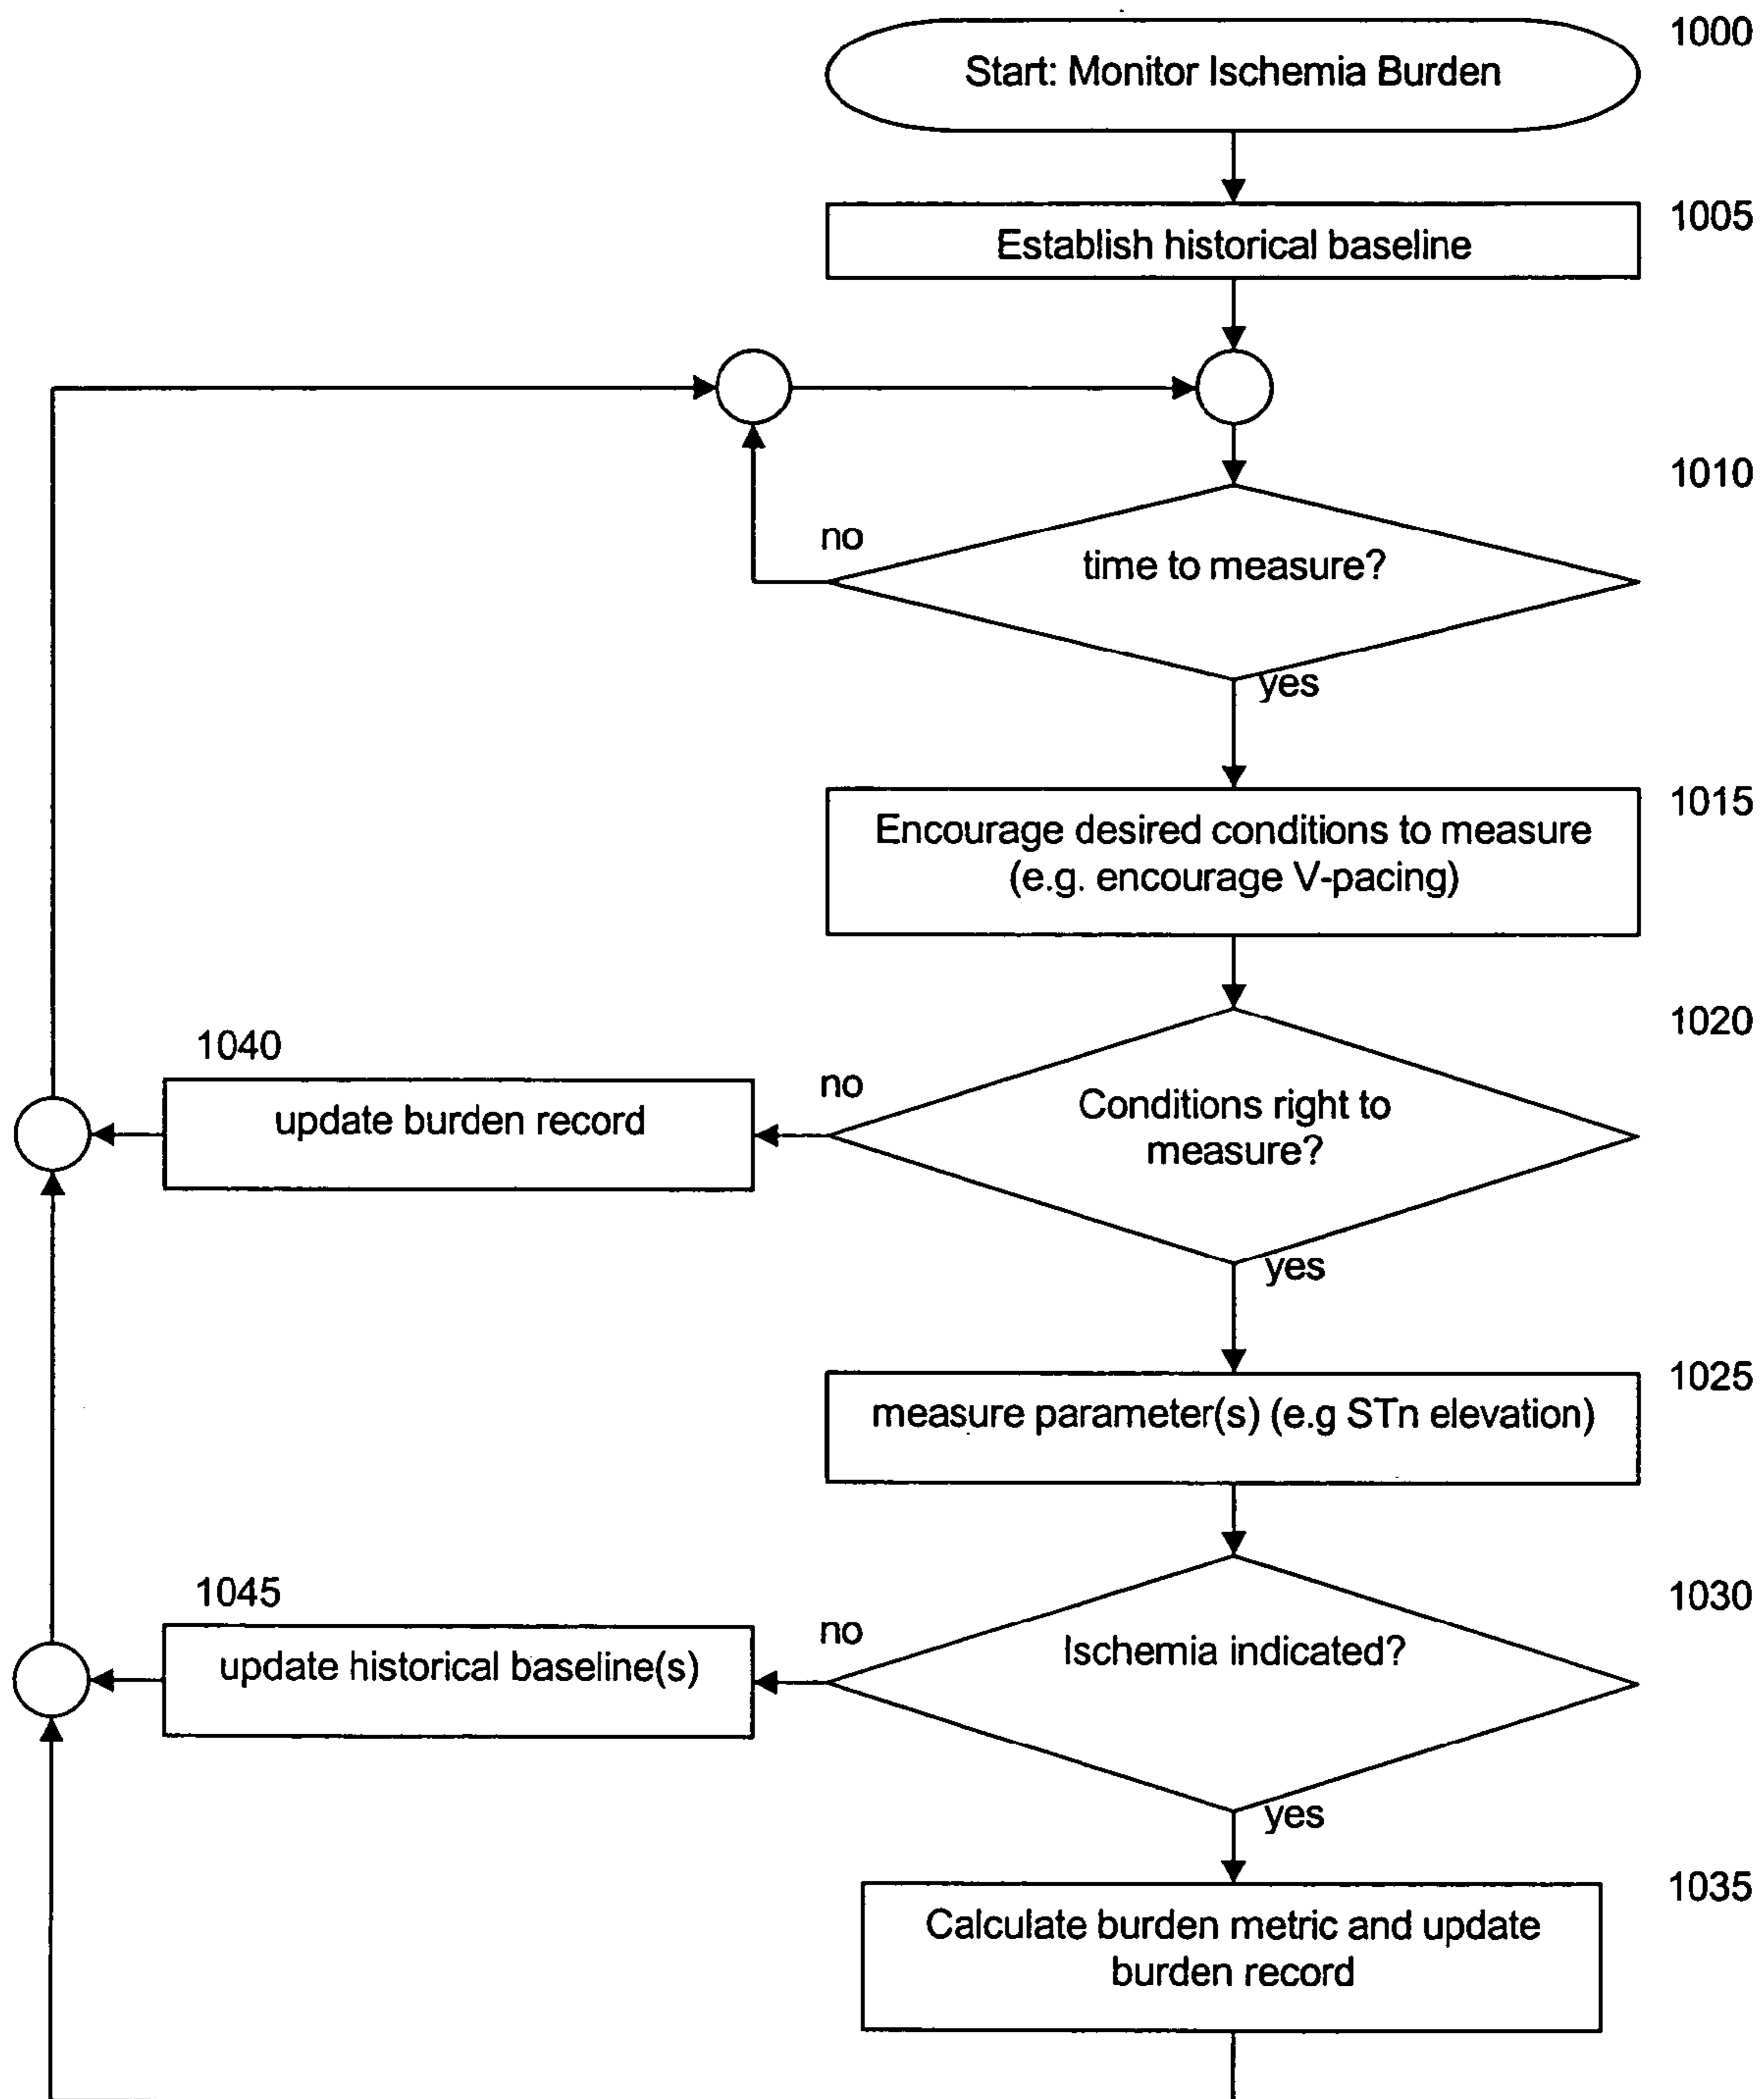 1000
Start: Monitor Ischemia Burden
1005
Establish historical baseline
1010
no
time to measure?
yes
1015
Encourage desired conditions to measure
(e.g. encourage V-pacing)
1020
1040
no
Conditions right to
measure?
update burden record
yes
1025
measure parameter(s) (e.g STn elevation)
1030
1045
no
Ischemia indicated?
update historical baseline(s)
yes
1035
Calculate burden metric and update
burden record